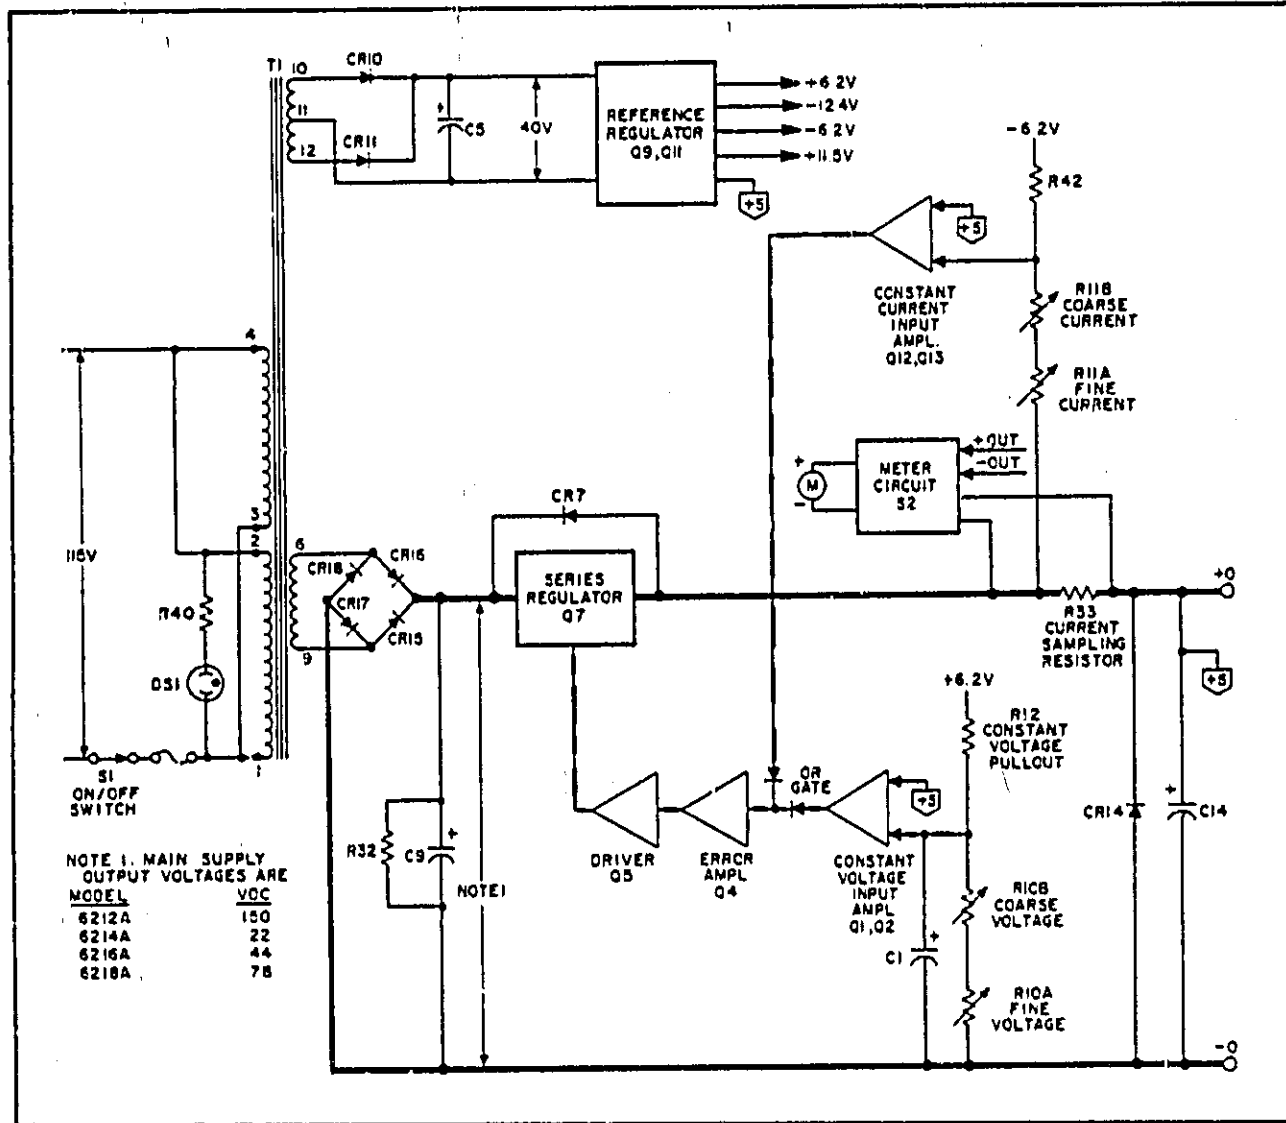 T1
10
11
12
CR10
CR11
+
C5
40V
REFERENCE
REGULATOR
Q9,Q11
+6.2V
-12.4V
-6.2V
+11.5V
+S
-6.2V
R42
+S
CONSTANT
CURRENT
INPUT
AMPL.
Q12,Q13
R11B
COARSE
CURRENT
R11A
FINE
CURRENT
4
3
2
1
115V
R40
DS1
S1
ON/OFF
SWITCH
6
9
CR18
CR16
CR17
CR15
CR7
SERIES
REGULATOR
Q7
+
M
-
METER
CIRCUIT
S2
+OUT
-OUT
R33
CURRENT
SAMPLING
RESISTOR
+O
+S
+6.2V
R12
CONSTANT
VOLTAGE
PULLOUT
OR
GATE
+S
R32
C9
+
NOTE 1
DRIVER
Q5
ERROR
AMPL
Q4
CONSTANT
VOLTAGE
INPUT
AMPL
Q1,Q2
C1
+
R10B
COARSE
VOLTAGE
R10A
FINE
VOLTAGE
CR14
+
C14
-O
NOTE 1. MAIN SUPPLY
OUTPUT VOLTAGES ARE
MODEL VDC
6212A 150
6214A 22
6216A 44
6218A 78